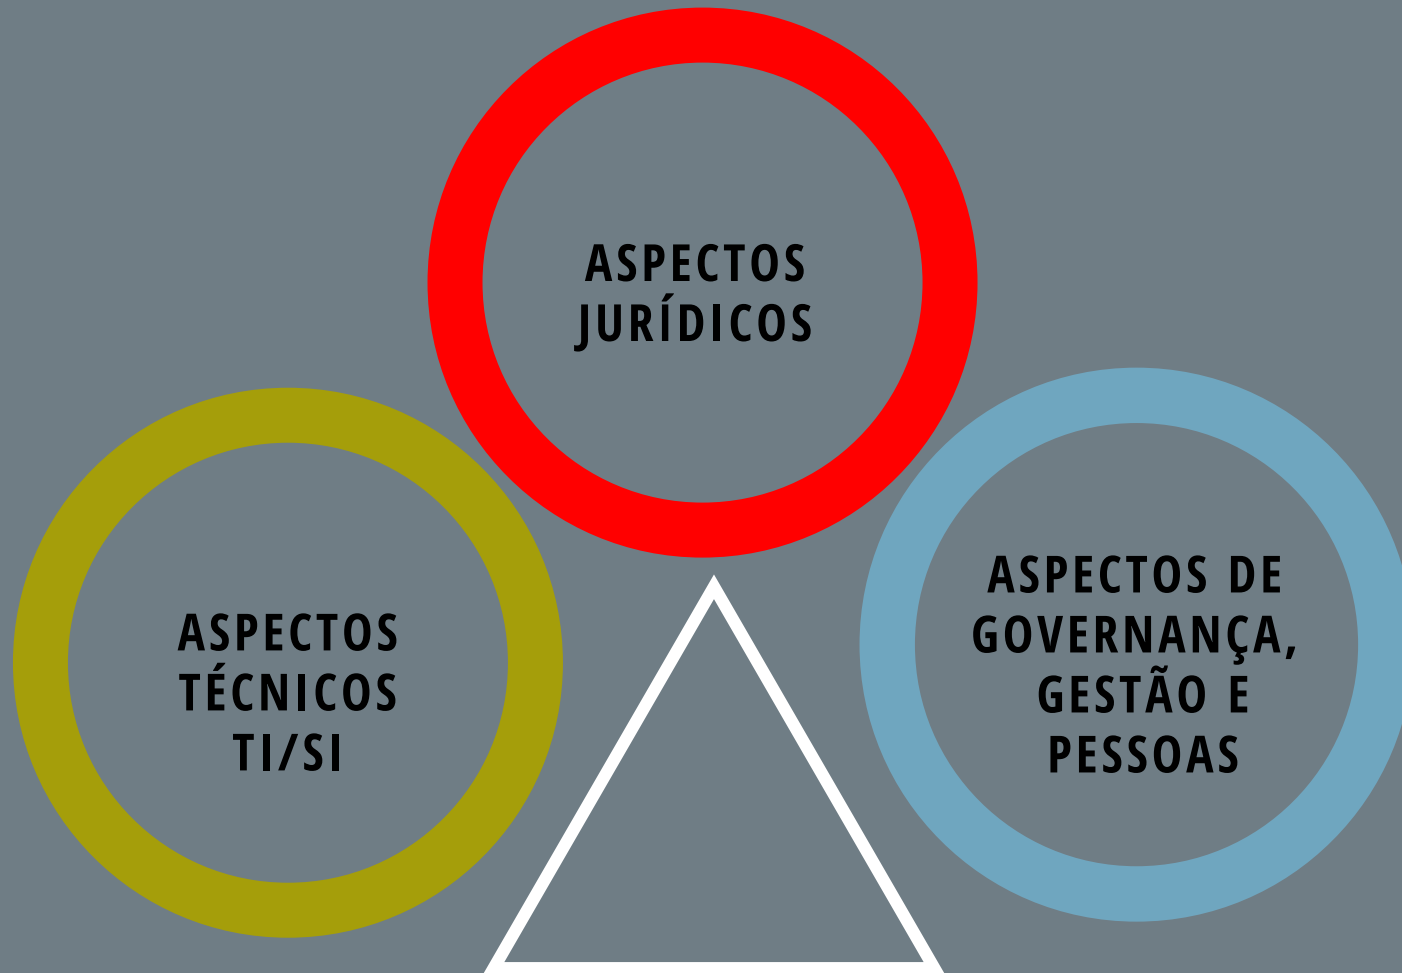 ASPECTOS
JURÍDICOS
ASPECTOS
TÉCNICOS
TI/SI
ASPECTOS DE
GOVERNANÇA,
GESTÃO E
PESSOAS